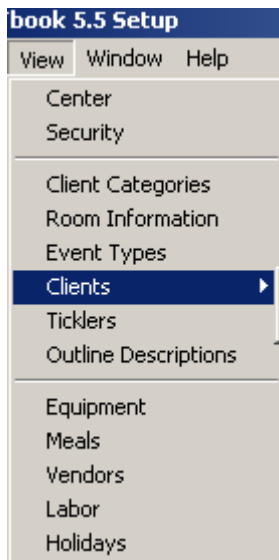 book 5.5 Setup
View Window Help
Center
Security
Client Categories
Room Information
Event Types
Clients
Ticklers
Outline Descriptions
Equipment
Meals
Vendors
Labor
Holidays